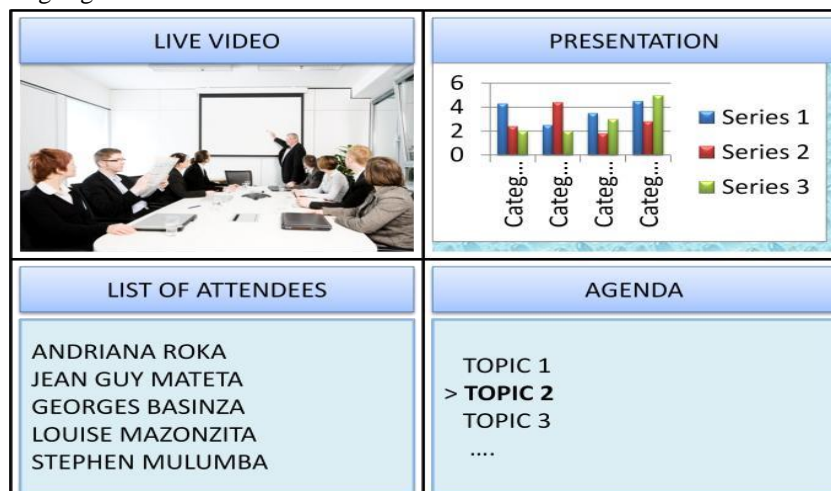 LIVE VIDEO
PRESENTATION
6
4
2
0
Series 1
Series 2
Series 3
Categ...
Categ...
Categ...
Categ...
LIST OF ATTENDEES
ANDRIANA ROKA
JEAN GUY MATETA
GEORGES BASINZA
LOUISE MAZONZITA
STEPHEN MULUMBA
AGENDA
TOPIC 1
> TOPIC 2
TOPIC 3
....